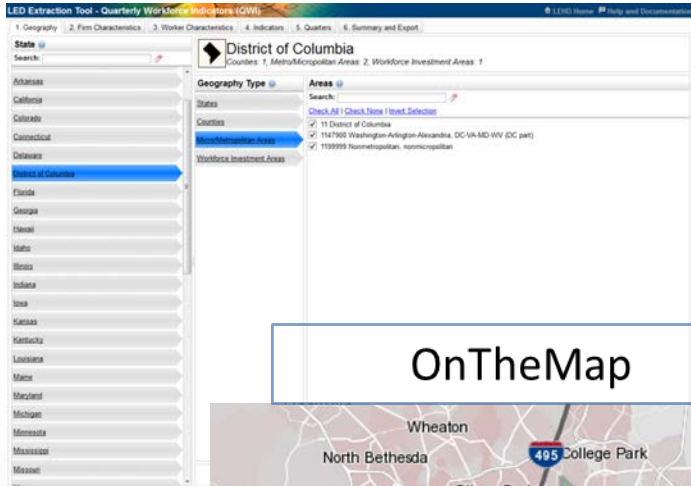 LED Extraction Tool - Quarterly Workforce Indicators (QWI)
LEHD Home Help and Documentation
1. Geography 2. Firm Characteristics 3. Worker Characteristics 4. Indicators 5. Quarters 6. Summary and Export
State
Search:
Arkansas
California
Colorado
Connecticut
Delaware
District of Columbia
Florida
Georgia
Hawaii
Idaho
Illinois
Indiana
Iowa
Kansas
Kentucky
Louisiana
Maine
Maryland
Michigan
Minnesota
Mississippi
Missouri
District of Columbia
Counties: 1, Metro/Micropolitan Areas: 2, Workforce Investment Areas: 1
Geography Type
States
Counties
Micro/Metropolitan Areas
Workforce Investment Areas
Areas
Search:
Check All | Check None | Invert Selection
11 District of Columbia
1147900 Washington-Arlington-Alexandria, DC-VA-MD-WV (DC part)
1199999 Nonmetropolitan, nonmicropolitan
OnTheMap
Wheaton
North Bethesda
495 College Park